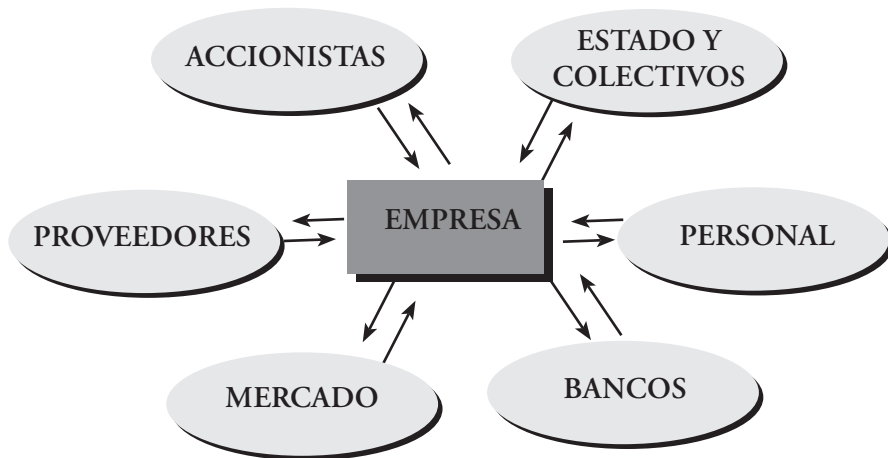 ACCIONISTAS
ESTADO Y
COLECTIVOS
PROVEEDORES
EMPRESA
PERSONAL
MERCADO
BANCOS